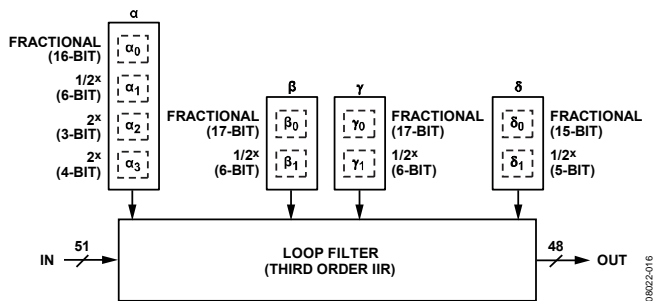 α
FRACTIONAL
(16-BIT)
α0
1/2x
(6-BIT)
α1
2x
(3-BIT)
α2
2x
(4-BIT)
α3
β
FRACTIONAL
(17-BIT)
β0
1/2x
(6-BIT)
β1
γ
γ0
FRACTIONAL
(17-BIT)
γ1
1/2x
(6-BIT)
δ
δ0
FRACTIONAL
(15-BIT)
δ1
1/2x
(5-BIT)
IN
51
LOOP FILTER
(THIRD ORDER IIR)
48
OUT
08022-016